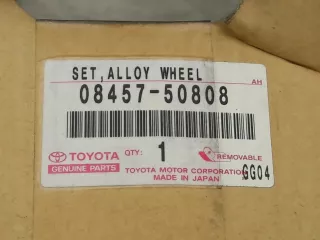 SET,ALLOY WHEEL
AH
08457-50808
TOYOTA
GENUINE PARTS
QTY:
1
REMOVABLE
TOYOTA MOTOR CORPORATION
MADE IN JAPAN
GG04